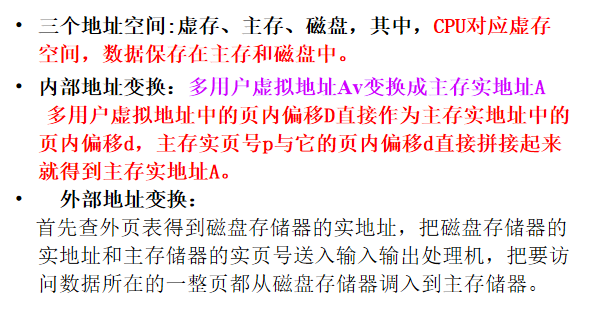 • 三个地址空间:虚存、主存、磁盘，其中，CPU对应虚存
空间，数据保存在主存和磁盘中。
• 内部地址变换：多用户虚拟地址Av变换成主存实地址A
多用户虚拟地址中的页内偏移D直接作为主存实地址中的
页内偏移d，主存实页号p与它的页内偏移d直接拼接起来
就得到主存实地址A。
• 外部地址变换：
首先查外页表得到磁盘存储器的实地址，把磁盘存储器的
实地址和主存储器的实页号送入输入输出处理机，把要访
问数据所在的一整页都从磁盘存储器调入到主存储器。